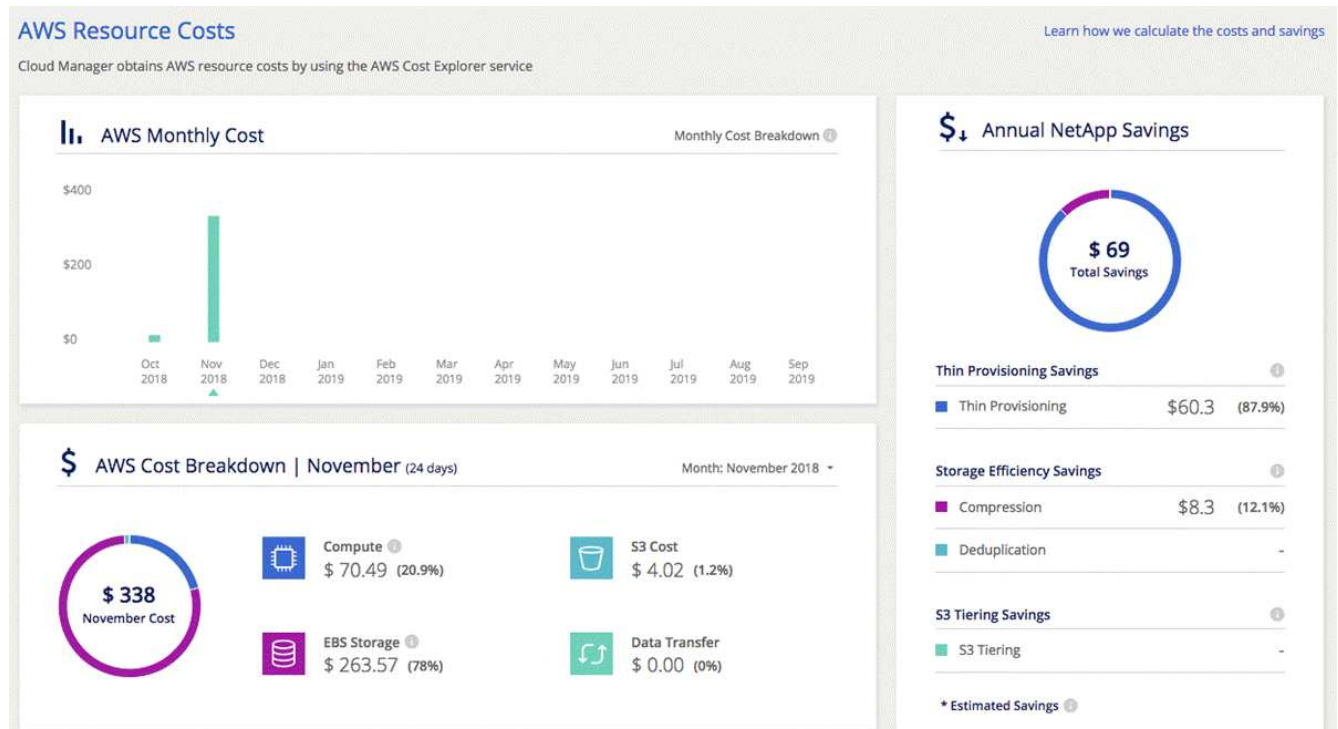 AWS Resource Costs
Learn how we calculate the costs and savings
Cloud Manager obtains AWS resource costs by using the AWS Cost Explorer service
AWS Monthly Cost
Monthly Cost Breakdown
$400
$200
$0
Oct Nov Dec Jan Feb Mar Apr May Jun Jul Aug Sep
2018 2018 2018 2019 2019 2019 2019 2019 2019 2019 2019 2019
AWS Cost Breakdown | November (24 days)
Month: November 2018
$ 338
November Cost
Compute
$ 70.49 (20.9%)
S3 Cost
$ 4.02 (1.2%)
EBS Storage
$ 263.57 (78%)
Data Transfer
$ 0.00 (0%)
Annual NetApp Savings
$ 69
Total Savings
Thin Provisioning Savings
Thin Provisioning $60.3 (87.9%)
Storage Efficiency Savings
Compression $8.3 (12.1%)
Deduplication -
S3 Tiering Savings
S3 Tiering -
* Estimated Savings